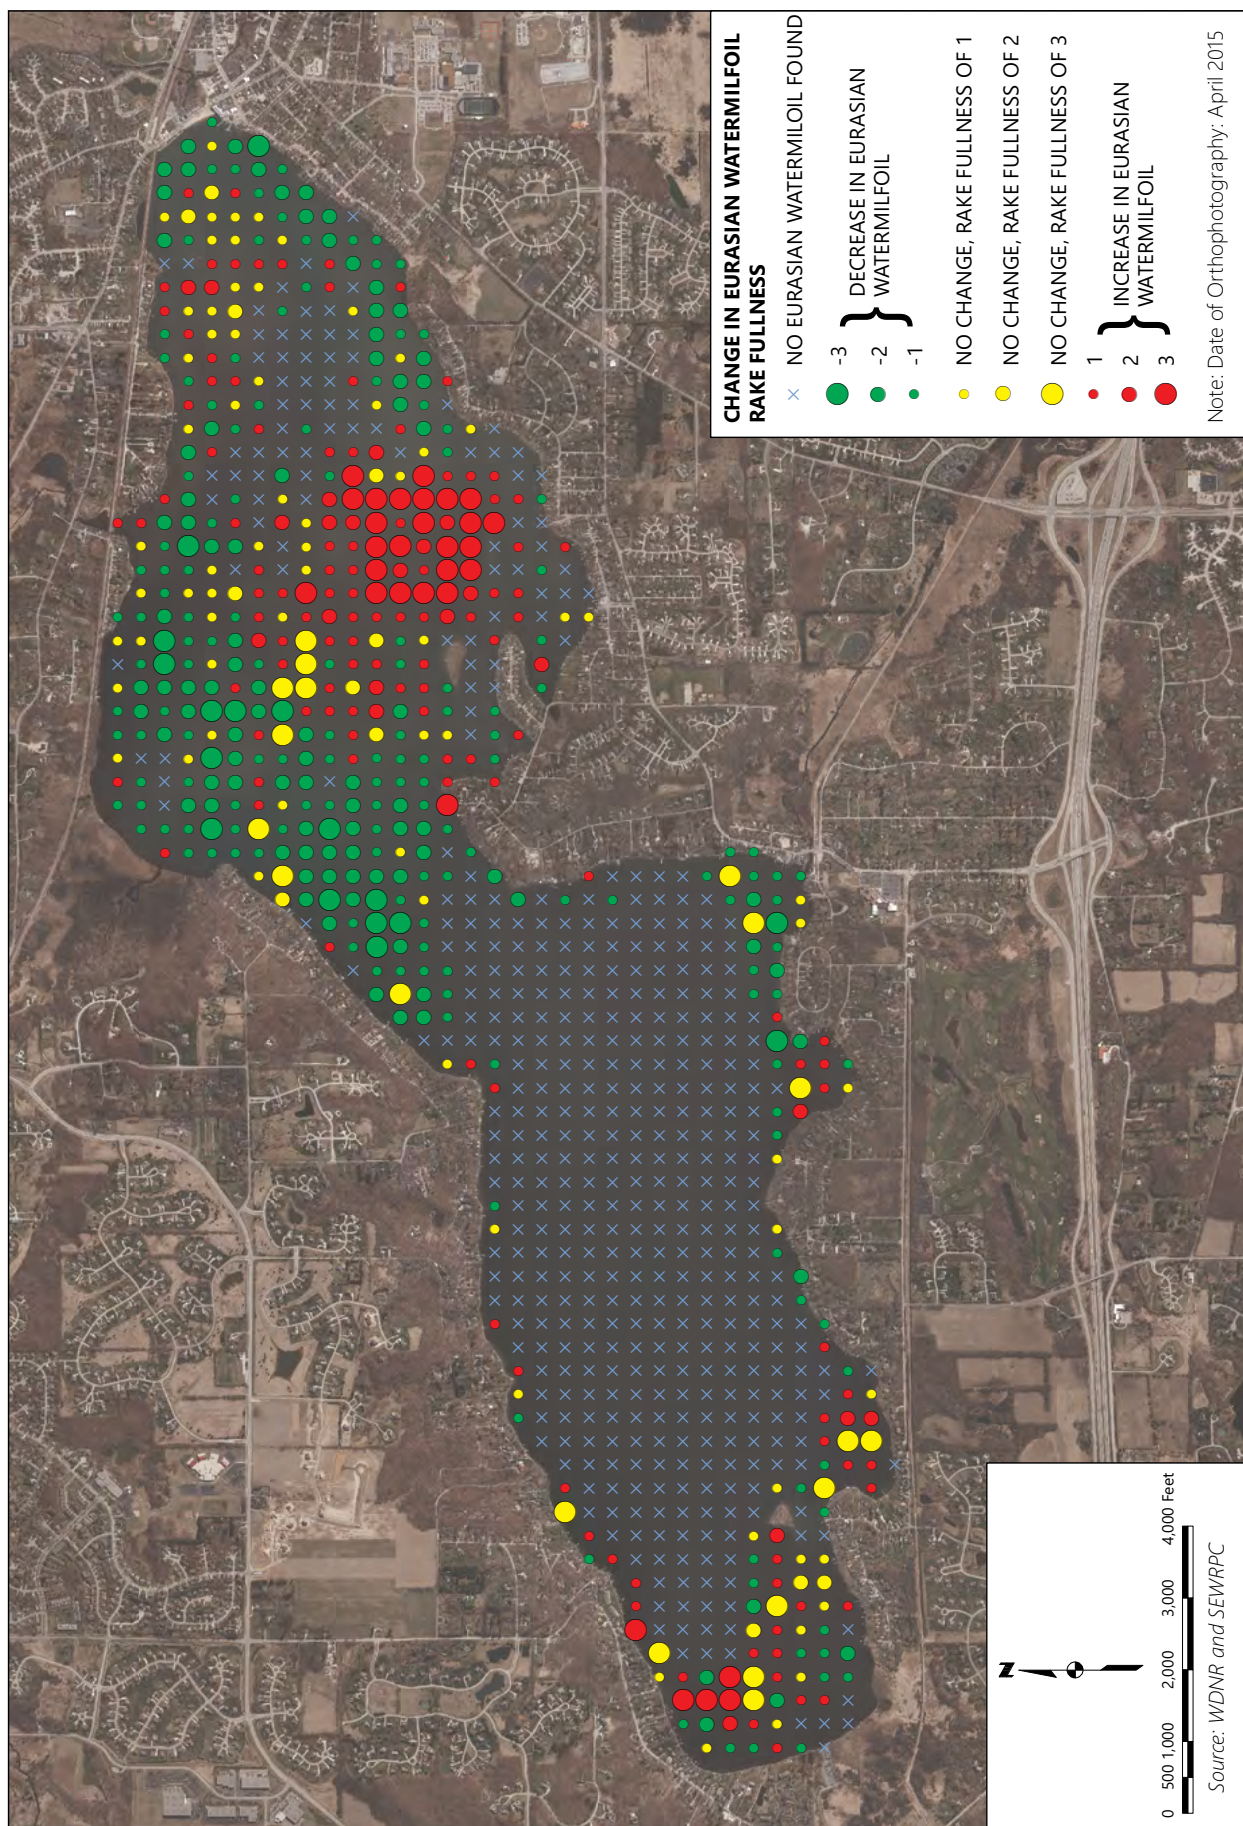 CHANGE IN EURASIAN WATERMILFOIL
RAKE FULLNESS
NO EURASIAN WATERMILOIL FOUND
-3
-2
-1
DECREASE IN EURASIAN
WATERMILFOIL
NO CHANGE, RAKE FULLNESS OF 1
NO CHANGE, RAKE FULLNESS OF 2
NO CHANGE, RAKE FULLNESS OF 3
1
2
3
INCREASE IN EURASIAN
WATERMILFOIL
Note: Date of Orthophotography: April 2015
N
0 500 1,000 2,000 3,000 4,000 Feet
Source: WDNR and SEWRPC